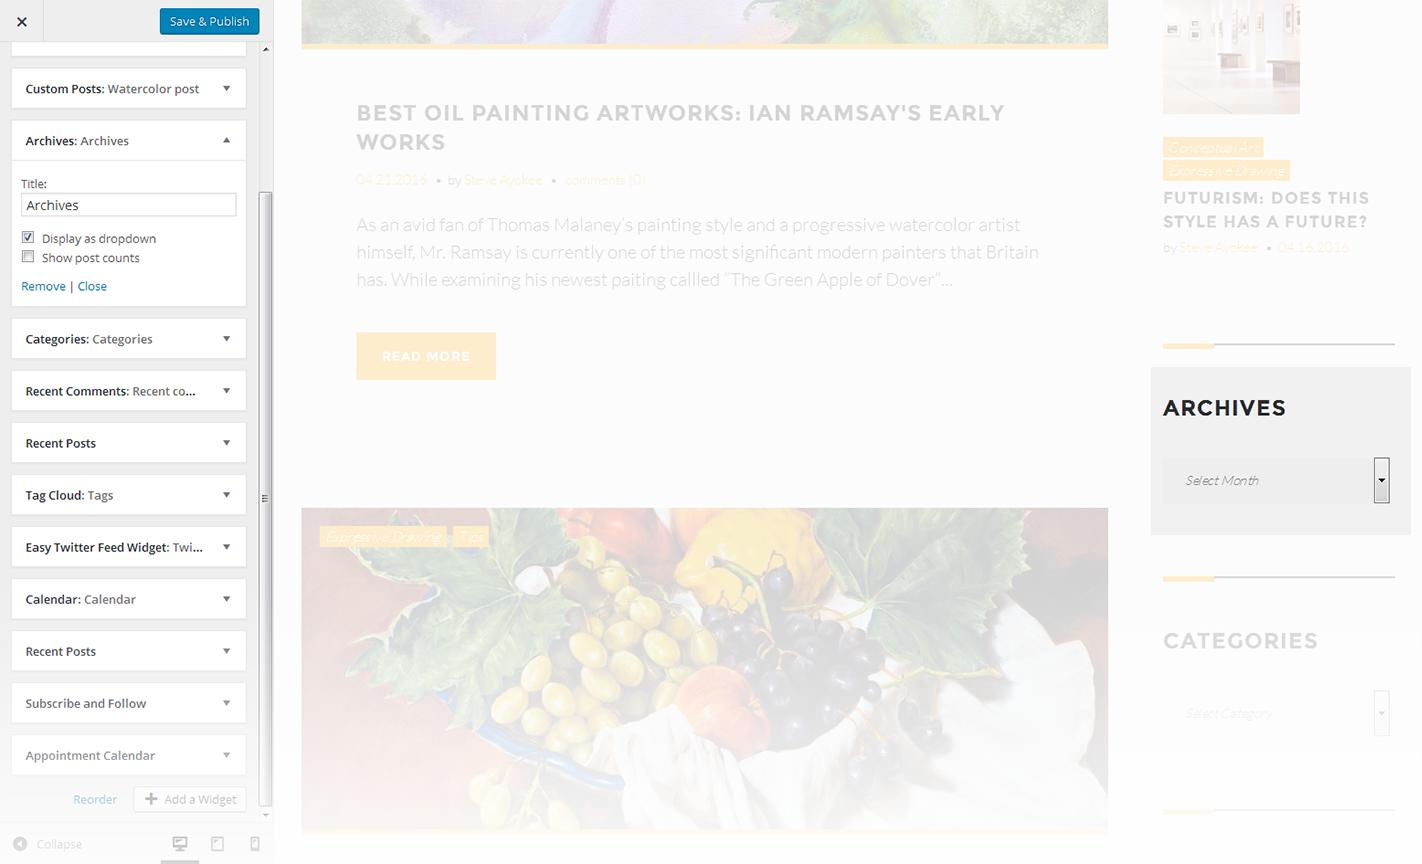 Save & Publish
Custom Posts: Watercolor post
Archives: Archives
Title:
Archives
Display as dropdown
Show post counts
Remove | Close
Categories: Categories
Recent Comments: Recent co...
Recent Posts
Tag Cloud: Tags
Easy Twitter Feed Widget: Twi...
Calendar: Calendar
Recent Posts
Subscribe and Follow
Appointment Calendar
Reorder
Add a Widget
Collapse
BEST OIL PAINTING ARTWORKS: IAN RAMSAY'S EARLY
WORKS
04.21.2016 • by Steve Ayokee • comments (0)
As an avid fan of Thomas Malaney's painting style and a progressive watercolor artist
himself, Mr. Ramsay is currently one of the most significant modern painters that Britain
has. While examining his newest paiting callled “The Green Apple of Dover”...
READ MORE
Expressive Drawing Tips
Conceptual Art
Expressive Drawing
FUTURISM: DOES THIS
STYLE HAS A FUTURE?
by Steve Ayokee • 04.16.2016
ARCHIVES
Select Month
CATEGORIES
Select Category